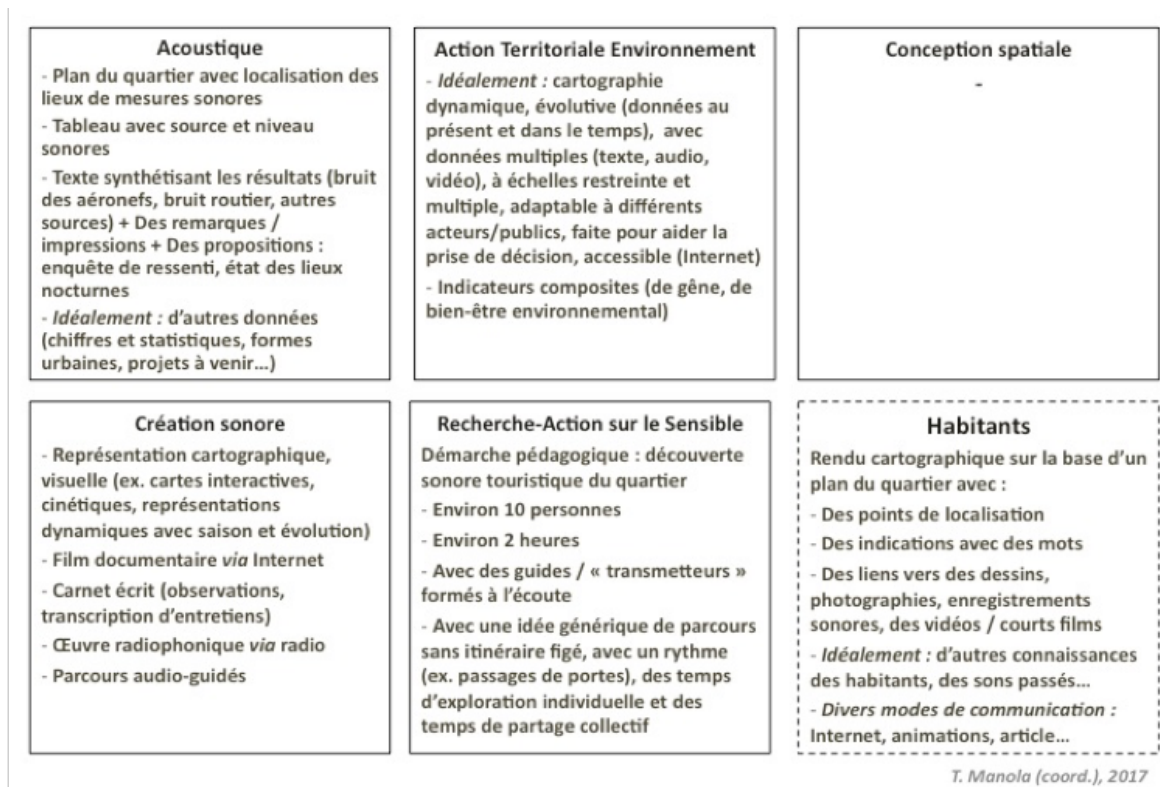 Acoustique
- Plan du quartier avec localisation des
lieux de mesures sonores
- Tableau avec source et niveau
sonores
- Texte synthétisant les résultats (bruit
des aéronefs, bruit routier, autres
sources) + Des remarques /
impressions + Des propositions :
enquête de ressenti, état des lieux
nocturnes
- Idéalement : d'autres données
(chiffres et statistiques, formes
urbaines, projets à venir…)
Action Territoriale Environnement
- Idéalement : cartographie
dynamique, évolutive (données au
présent et dans le temps), avec
données multiples (texte, audio,
vidéo), à échelles restreinte et
multiple, adaptable à différents
acteurs/publics, faite pour aider la
prise de décision, accessible (Internet)
- Indicateurs composites (de gêne, de
bien-être environnemental)
Conception spatiale
-
Création sonore
- Représentation cartographique,
visuelle (ex. cartes interactives,
cinétiques, représentations
dynamiques avec saison et évolution)
- Film documentaire via Internet
- Carnet écrit (observations,
transcription d'entretiens)
- Œuvre radiophonique via radio
- Parcours audio-guidés
Recherche-Action sur le Sensible
Démarche pédagogique : découverte
sonore touristique du quartier
- Environ 10 personnes
- Environ 2 heures
- Avec des guides / « transmetteurs »
formés à l'écoute
- Avec une idée générique de parcours
sans itinéraire figé, avec un rythme
(ex. passages de portes), des temps
d'exploration individuelle et des
temps de partage collectif
Habitants
Rendu cartographique sur la base d'un
plan du quartier avec :
- Des points de localisation
- Des indications avec des mots
- Des liens vers des dessins,
photographies, enregistrements
sonores, des vidéos / courts films
- Idéalement : d'autres connaissances
des habitants, des sons passés…
- Divers modes de communication :
Internet, animations, article…
T. Manola (coord.), 2017